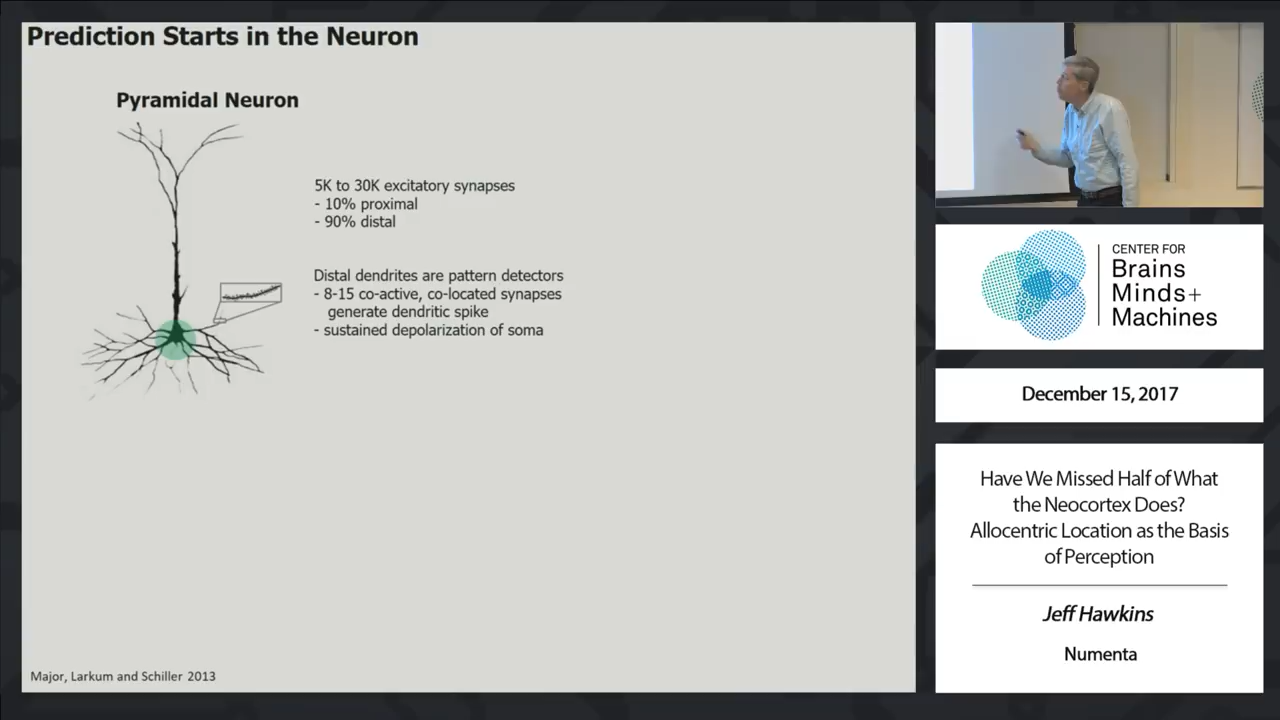 Prediction Starts in the Neuron
Pyramidal Neuron
5K to 30K excitatory synapses
- 10% proximal
- 90% distal
Distal dendrites are pattern detectors
- 8-15 co-active, co-located synapses
generate dendritic spike
- sustained depolarization of soma
Major, Larkum and Schiller 2013
CENTER FOR
Brains
Minds+
Machines
December 15, 2017
Have We Missed Half of What
the Neocortex Does?
Allocentric Location as the Basis
of Perception
Jeff Hawkins
Numenta